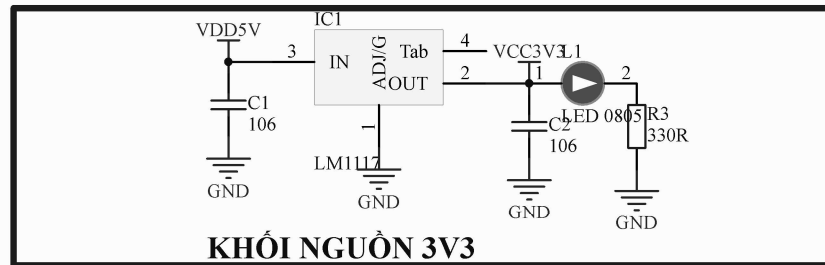 IC1
VDD5V
3
IN
ADJ/G
Tab
4
OUT
2
VCC3V3
L1
1
2
LED 0805
C1
106
1
LM1117
C2
106
R3
330R
GND
GND
GND
GND
KHỐI NGUỒN 3V3